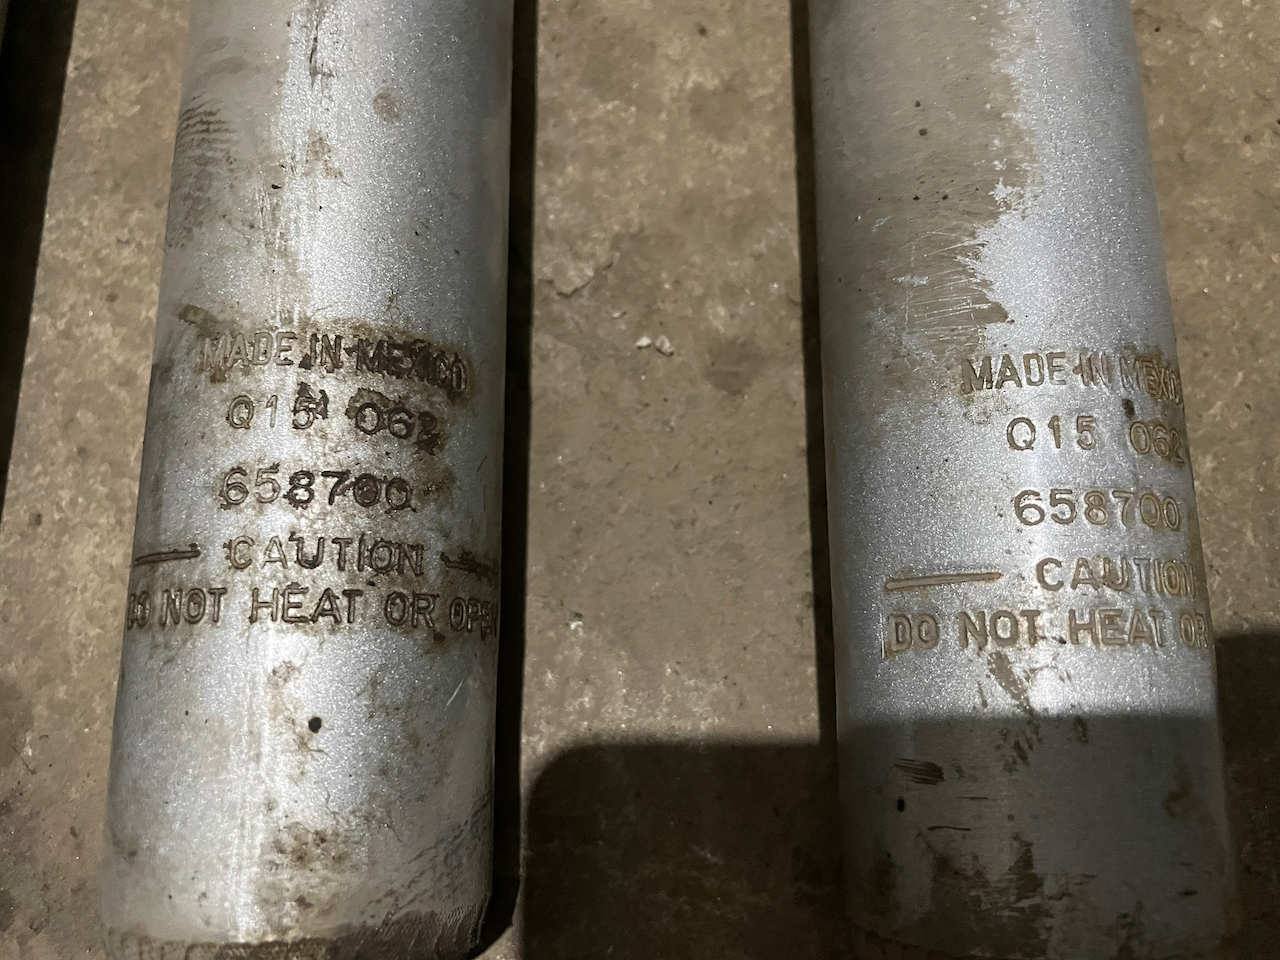 MADE IN MEXICO
Q15 062
658700
CAUTION
DO NOT HEAT OR OPEN
MADE IN MEXICO
Q15 062
658700
CAUTION
DO NOT HEAT OR